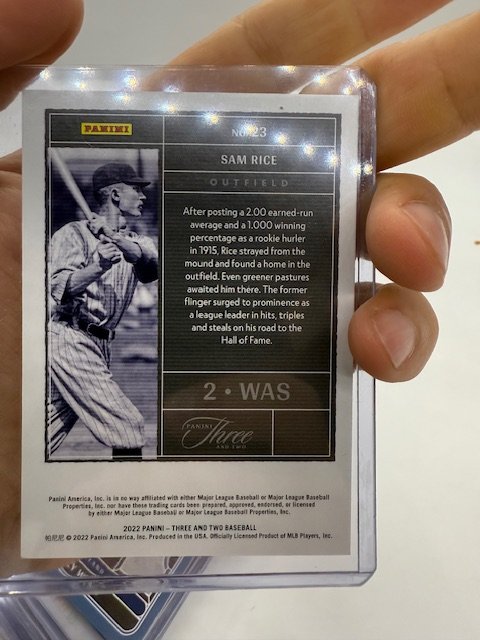 PANINI
NO. 23
SAM RICE
OUTFIELD
After posting a 2.00 earned-run
average and a 1.000 winning
percentage as a rookie hurler
in 1915, Rice strayed from the
mound and found a home in the
outfield. Even greener pastures
awaited him there. The former
flinger surged to prominence as
a league leader in hits, triples
and steals on his road to the
Hall of Fame.
2 • WAS
PANINI
Three
AND TWO
Panini America, Inc. is in no way affiliated with either Major League Baseball or Major League Baseball
Properties, Inc. nor have these trading cards been prepared, approved, endorsed, or licensed
by either Major League Baseball or Major League Baseball Properties, Inc.
2022 PANINI – THREE AND TWO BASEBALL
帕尼尼 © 2022 Panini America, Inc. Produced in the USA. Officially Licensed Product of MLB Players, Inc.